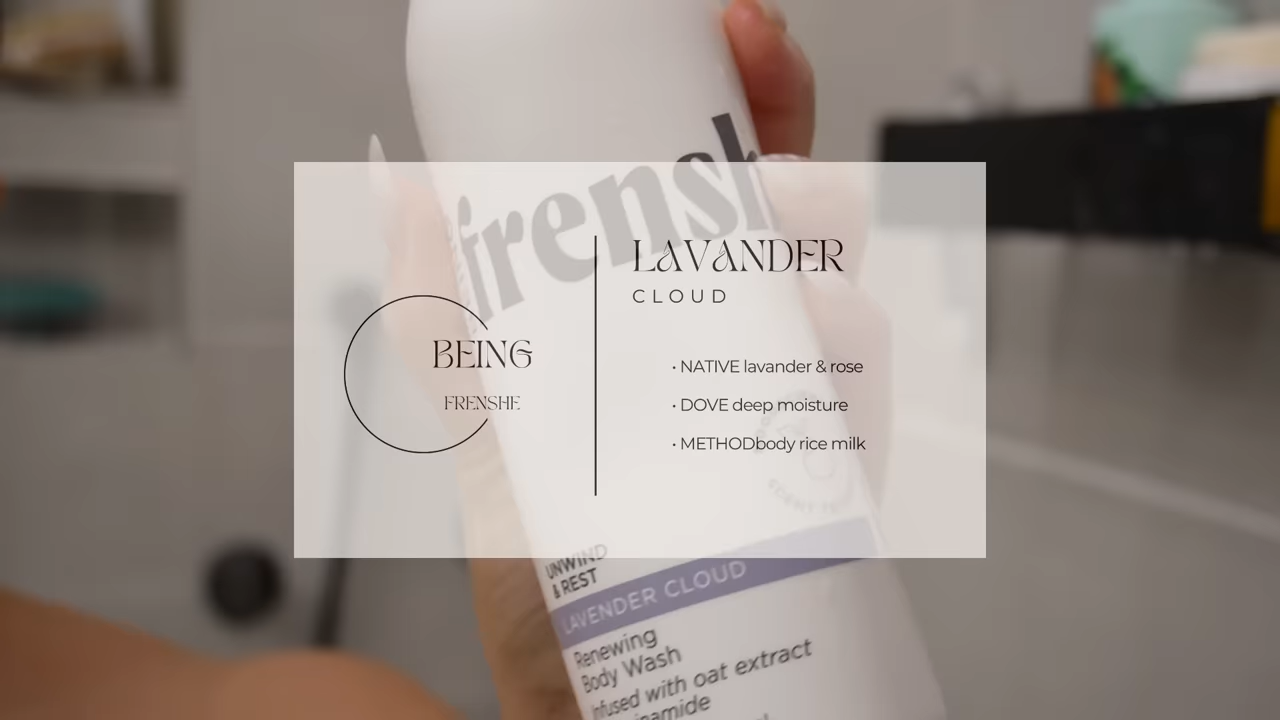 frensh
BEING
FRENSHE
LAVANDER
CLOUD
• NATIVE lavander & rose
• DOVE deep moisture
• METHODbody rice milk
UNWIND
& REST
LAVENDER CLOUD
Renewing
Body Wash
Infused with oat extract